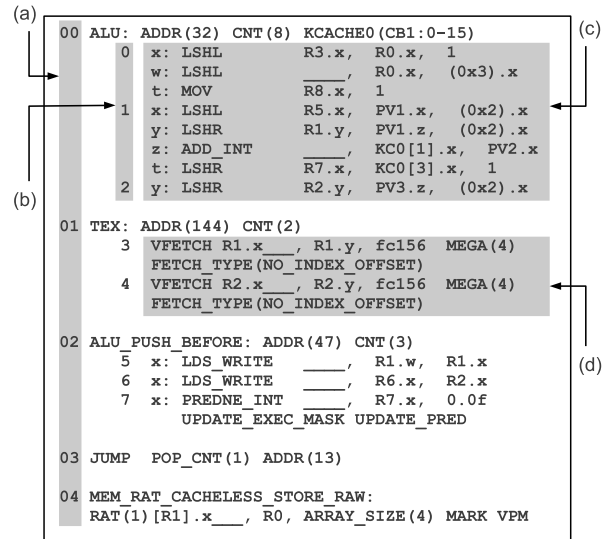 (a)
(c)
00 ALU: ADDR(32) CNT(8) KCACHE0(CB1:0-15)
0 x: LSHL R3.x, R0.x, 1
w: LSHL ____, R0.x, (0x3).x
t: MOV R8.x, 1
1 x: LSHL R5.x, PV1.x, (0x2).x
y: LSHR R1.y, PV1.z, (0x2).x
z: ADD_INT ____, KC0[1].x, PV2.x
t: LSHR R7.x, KC0[3].x, 1
(b)
2 y: LSHR R2.y, PV3.z, (0x2).x
01 TEX: ADDR(144) CNT(2)
3 VFETCH R1.x___, R1.y, fc156 MEGA(4)
FETCH_TYPE(NO_INDEX_OFFSET)
4 VFETCH R2.x___, R2.y, fc156 MEGA(4)
FETCH_TYPE(NO_INDEX_OFFSET)
02 ALU_PUSH_BEFORE: ADDR(47) CNT(3)
5 x: LDS_WRITE ____, R1.w, R1.x
(d)
6 x: LDS_WRITE ____, R6.x, R2.x
7 x: PREDNE_INT ____, R7.x, 0.0f
UPDATE_EXEC_MASK UPDATE_PRED
03 JUMP POP_CNT(1) ADDR(13)
04 MEM_RAT_CACHELESS_STORE_RAW:
RAT(1)[R1].x___, R0, ARRAY_SIZE(4) MARK VPM